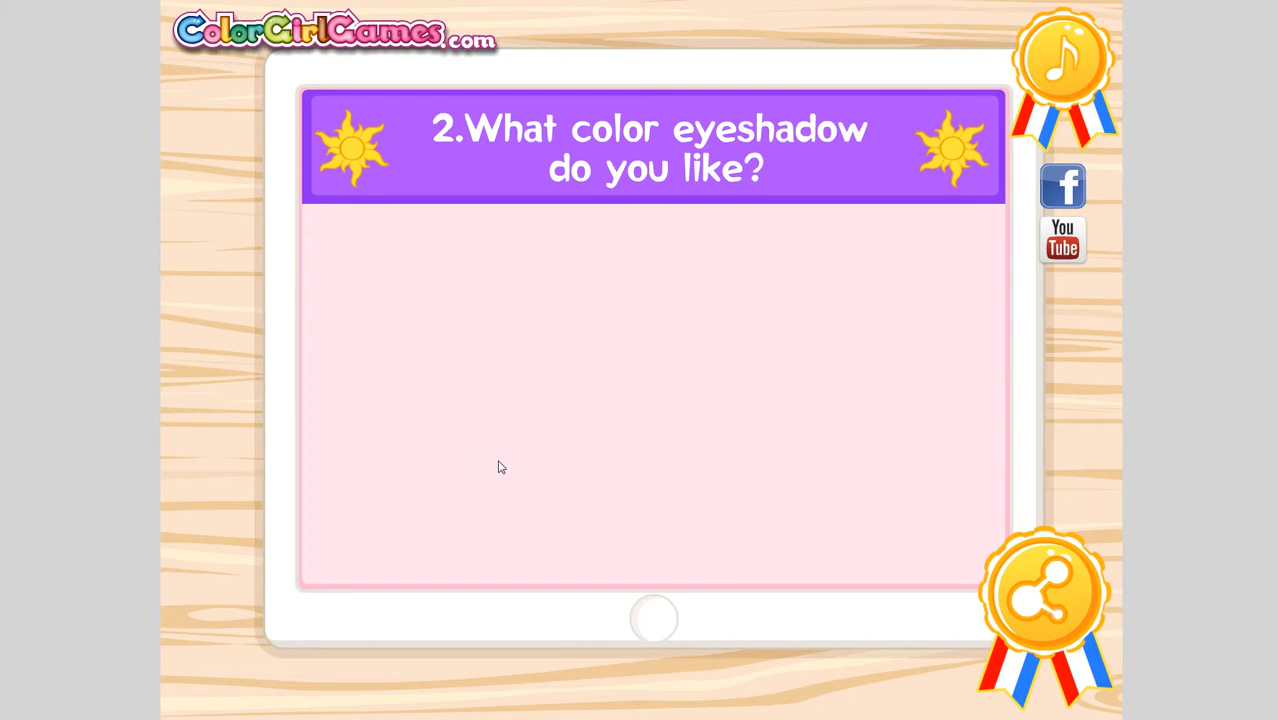 ColorGirlGames.com
2.What color eyeshadow
do you like?
f
You
Tube